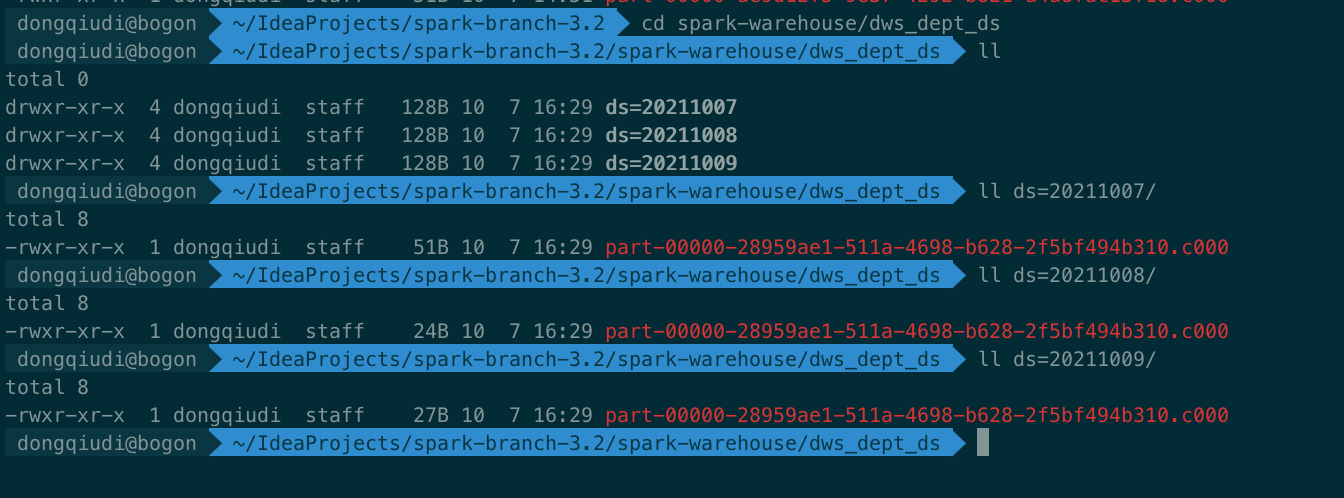 dongqiudi@bogon ~/IdeaProjects/spark-branch-3.2 cd spark-warehouse/dws_dept_ds
dongqiudi@bogon ~/IdeaProjects/spark-branch-3.2/spark-warehouse/dws_dept_ds ll
total 0
drwxr-xr-x 4 dongqiudi staff 128B 10 7 16:29 ds=20211007
drwxr-xr-x 4 dongqiudi staff 128B 10 7 16:29 ds=20211008
drwxr-xr-x 4 dongqiudi staff 128B 10 7 16:29 ds=20211009
dongqiudi@bogon ~/IdeaProjects/spark-branch-3.2/spark-warehouse/dws_dept_ds ll ds=20211007/
total 8
-rwxr-xr-x 1 dongqiudi staff 51B 10 7 16:29 part-00000-28959ae1-511a-4698-b628-2f5bf494b310.c000
dongqiudi@bogon ~/IdeaProjects/spark-branch-3.2/spark-warehouse/dws_dept_ds ll ds=20211008/
total 8
-rwxr-xr-x 1 dongqiudi staff 24B 10 7 16:29 part-00000-28959ae1-511a-4698-b628-2f5bf494b310.c000
dongqiudi@bogon ~/IdeaProjects/spark-branch-3.2/spark-warehouse/dws_dept_ds ll ds=20211009/
total 8
-rwxr-xr-x 1 dongqiudi staff 27B 10 7 16:29 part-00000-28959ae1-511a-4698-b628-2f5bf494b310.c000
dongqiudi@bogon ~/IdeaProjects/spark-branch-3.2/spark-warehouse/dws_dept_ds